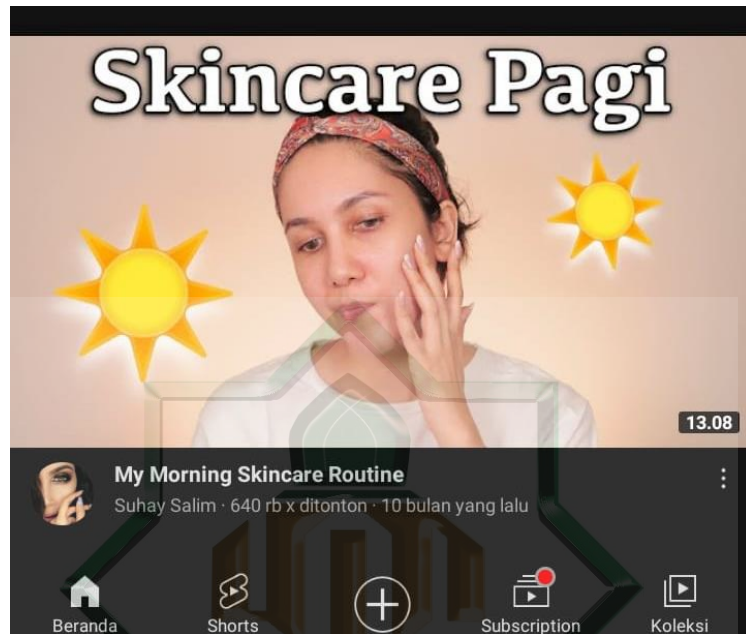 Skincare Pagi
13.08
My Morning Skincare Routine
Suhay Salim · 640 rb x ditonton · 10 bulan yang lalu
Beranda Shorts Subscription Koleksi